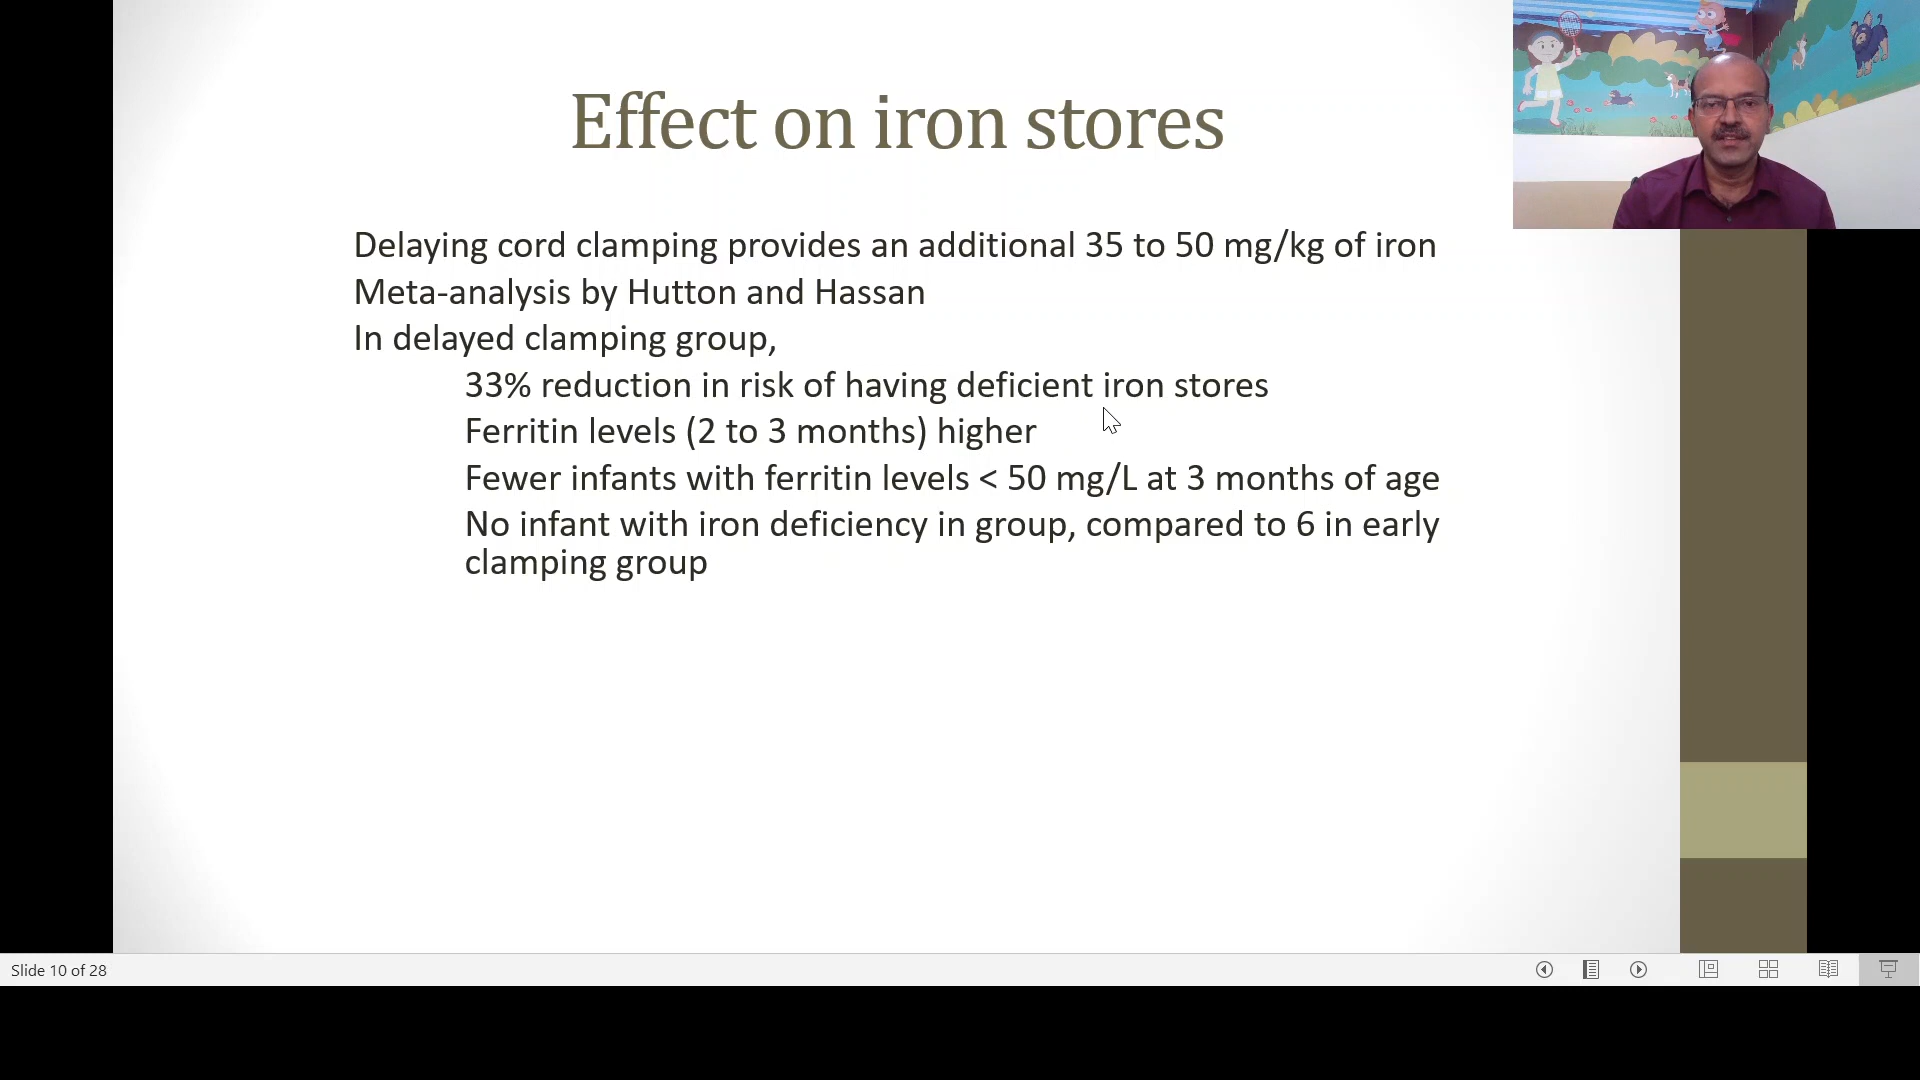 Effect on iron stores
Delaying cord clamping provides an additional 35 to 50 mg/kg of iron
Meta-analysis by Hutton and Hassan
In delayed clamping group,
33% reduction in risk of having deficient iron stores
Ferritin levels (2 to 3 months) higher
Fewer infants with ferritin levels < 50 mg/L at 3 months of age
No infant with iron deficiency in group, compared to 6 in early
clamping group
Slide 10 of 28